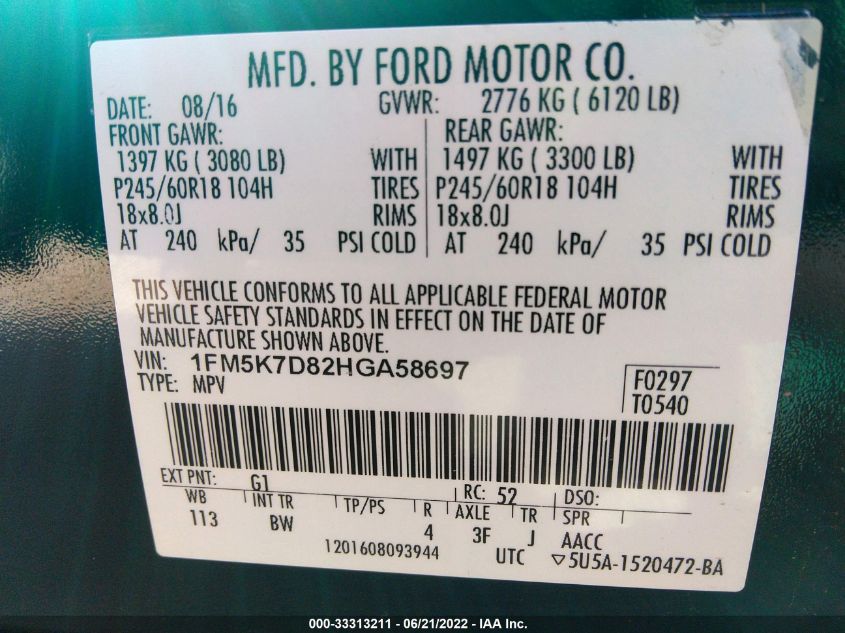 MFD. BY FORD MOTOR CO.
DATE: 08/16 GVWR: 2776 KG ( 6120 LB)
FRONT GAWR: REAR GAWR:
1397 KG ( 3080 LB) WITH 1497 KG ( 3300 LB) WITH
P245/60R18 104H TIRES P245/60R18 104H TIRES
18x8.0J RIMS 18x8.0J RIMS
AT 240 kPa/ 35 PSI COLD AT 240 kPa/ 35 PSI COLD
THIS VEHICLE CONFORMS TO ALL APPLICABLE FEDERAL MOTOR
VEHICLE SAFETY STANDARDS IN EFFECT ON THE DATE OF
MANUFACTURE SHOWN ABOVE.
VIN: 1FM5K7D82HGA58697
TYPE: MPV
F0297
T0540
EXT PNT: G1 RC: 52 DSO:
WB INT TR TP/PS R AXLE TR SPR
113 BW 4 3F J AACC
1201608093944 UTC ▽5U5A-1520472-BA
000-33313211 - 06/21/2022 - IAA Inc.